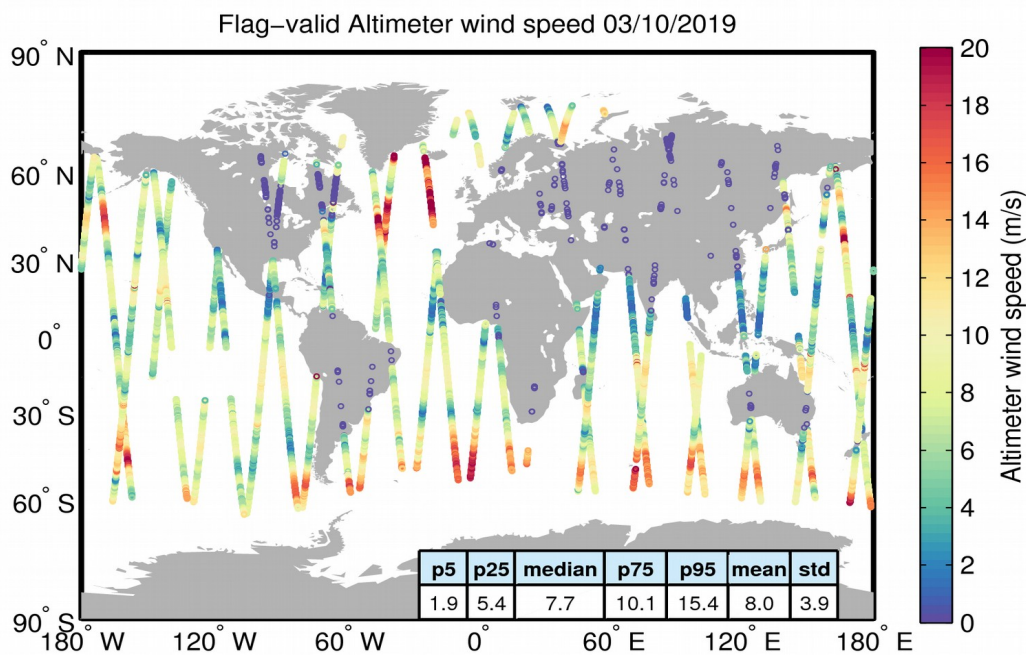 Flag−valid Altimeter wind speed 03/10/2019
90° N
60° N
30° N
0°
30° S
60° S
90° S
180° W
120° W
60° W
0°
60° E
120° E
180° E
p5 p25 median p75 p95 mean std
1.9 5.4 7.7 10.1 15.4 8.0 3.9
20
18
16
14
12
10
8
6
4
2
0
Altimeter wind speed (m/s)